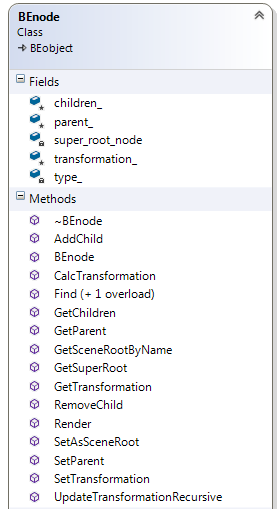 BEnode
Class
BEobject
Fields
children_
parent_
super_root_node
transformation_
type_
Methods
~BEnode
AddChild
BEnode
CalcTransformation
Find (+ 1 overload)
GetChildren
GetParent
GetSceneRootByName
GetSuperRoot
GetTransformation
RemoveChild
Render
SetAsSceneRoot
SetParent
SetTransformation
UpdateTransformationRecursive